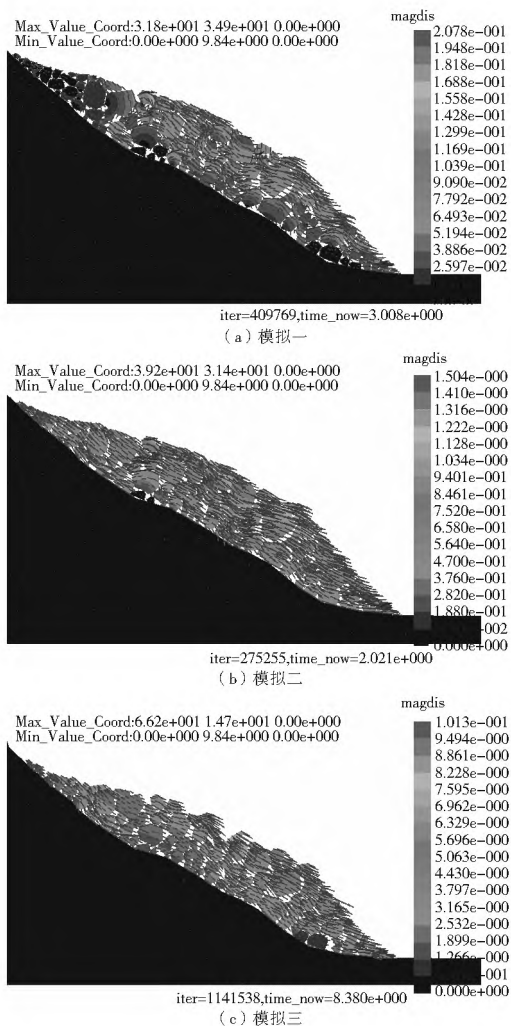 Max_Value_Coord:3.18e+001 3.49e+001 0.00e+000
Min_Value_Coord:0.00e+000 9.84e+000 0.00e+000
magdis
2.078e-001
1.948e-001
1.818e-001
1.688e-001
1.558e-001
1.428e-001
1.299e-001
1.169e-001
1.039e-001
9.090e-002
7.792e-002
6.493e-002
5.194e-002
3.886e-002
2.597e-002
iter=409769,time_now=3.008e+000
(a)模拟一
Max_Value_Coord:3.92e+001 3.14e+001 0.00e+000
Min_Value_Coord:0.00e+000 9.84e+000 0.00e+000
magdis
1.504e-000
1.410e-000
1.316e-000
1.222e-000
1.128e-000
1.034e-000
9.401e-001
8.461e-001
7.520e-001
6.580e-001
5.640e-001
4.700e-001
3.760e-001
2.820e-001
1.880e-001
e-002
0.000e-000
iter=275255,time_now=2.021e+000
(b)模拟二
Max_Value_Coord:6.62e+001 1.47e+001 0.00e+000
Min_Value_Coord:0.00e+000 9.84e+000 0.00e+000
magdis
1.013e-001
9.494e-000
8.861e-000
8.228e-000
7.595e-000
6.962e-000
6.329e-000
5.696e-000
5.063e-000
4.430e-000
3.797e-000
3.165e-000
2.532e-000
1.899e-000
1.266e-000
-001
0.000e-000
iter=1141538,time_now=8.380e+000
(c)模拟三